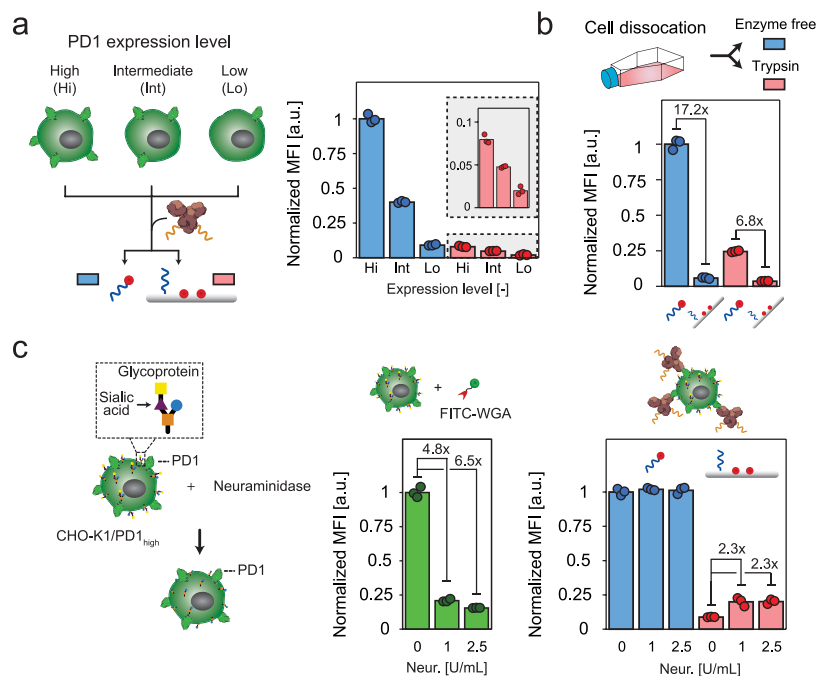 a
PD1 expression level
High
(Hi)
Intermediate
(Int)
Low
(Lo)
Normalized MFI [a.u.]
1
0.75
0.5
0.25
0
0.1
0.05
0
Hi Int Lo Hi Int Lo
Expression level [-]
b
Cell dissocation
Enzyme free
Trypsin
Normalized MFI [a.u.]
1
0.75
0.5
0.25
0
17.2x
6.8x
c
Glycoprotein
Sialic
acid
PD1
+ Neuraminidase
CHO-K1/PD1high
PD1
+
FITC-WGA
Normalized MFI [a.u.]
1
0.75
0.5
0.25
0
4.8x
6.5x
0 1 2.5
Neur. [U/mL]
Normalized MFI [a.u.]
1
0.75
0.5
0.25
0
2.3x
2.3x
0 1 2.5 0 1 2.5
Neur. [U/mL]